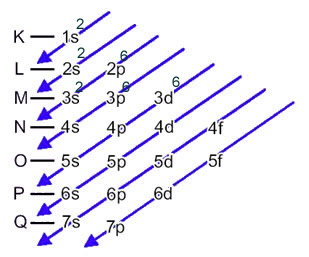 K — 1s²
L — 2s² 2p⁶
M — 3s² 3p⁶ 3d⁶
N — 4s 4p 4d 4f
O — 5s 5p 5d 5f
P — 6s 6p 6d
Q — 7s 7p